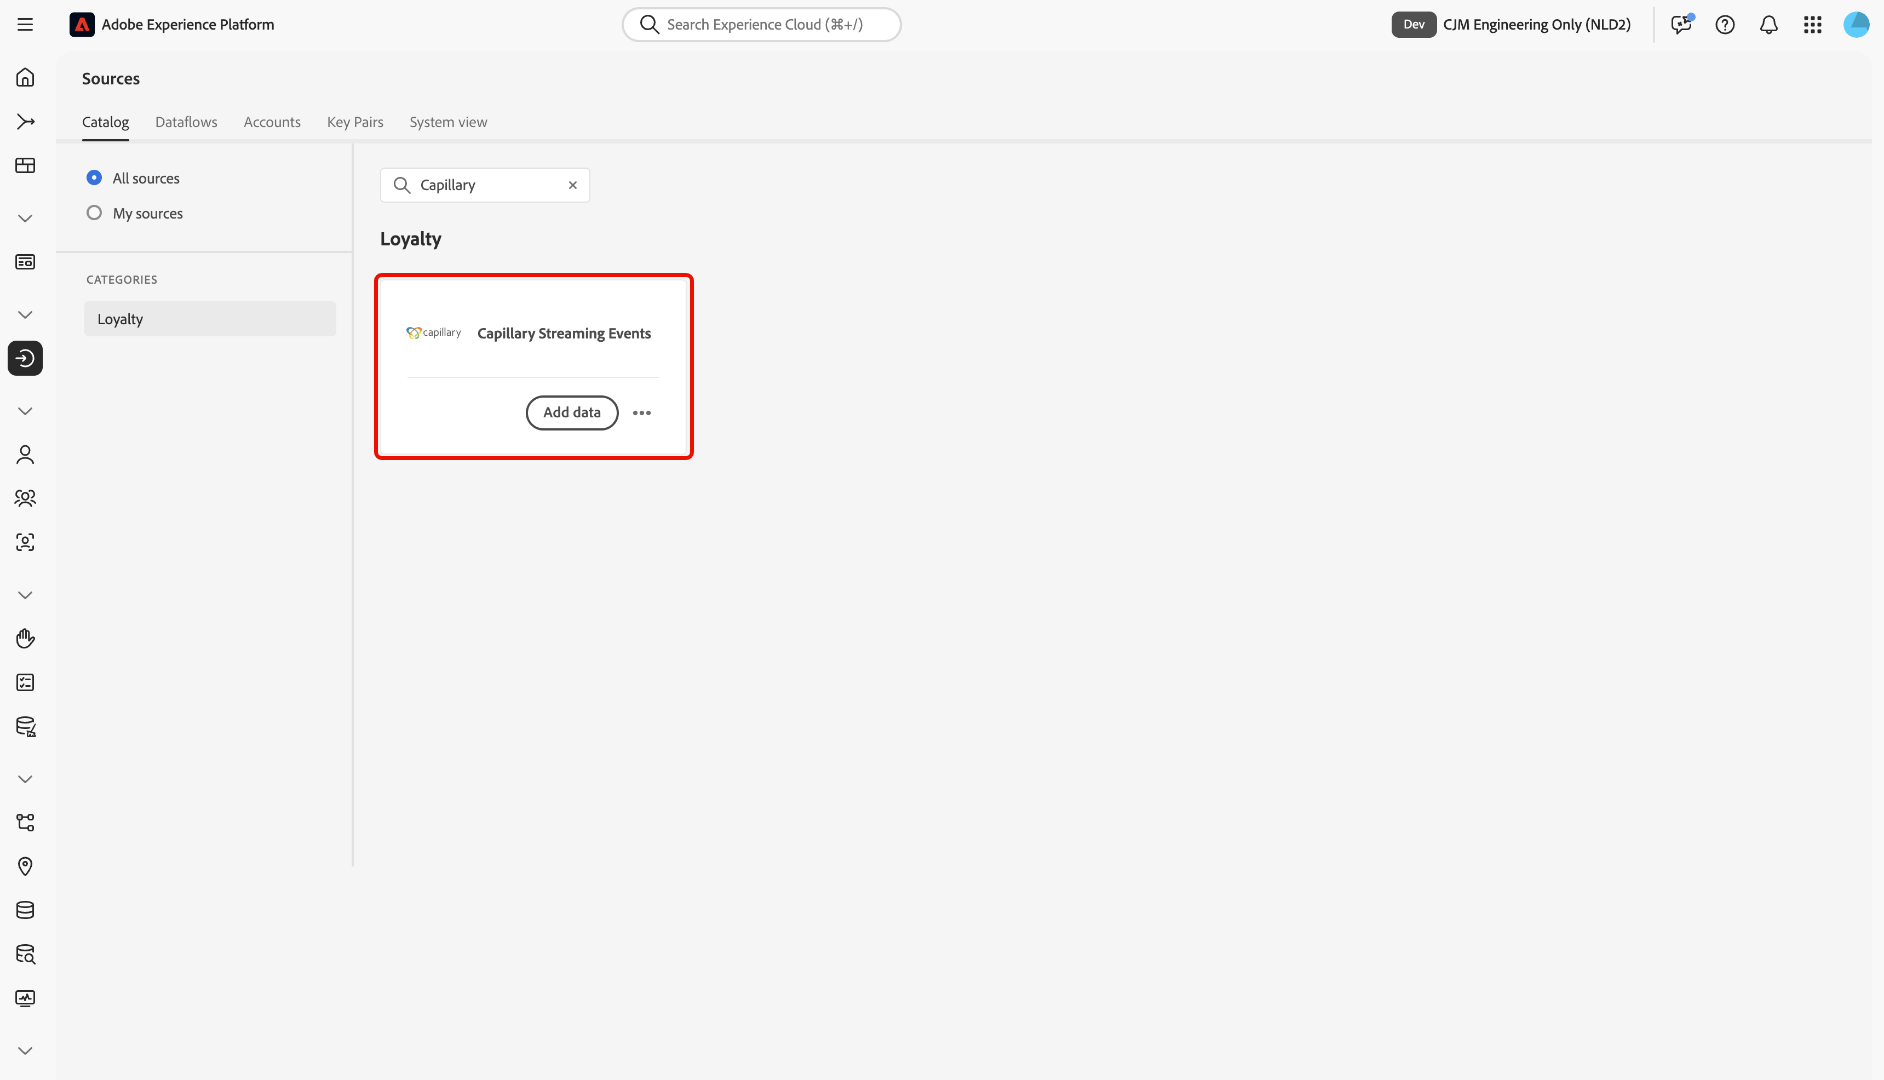 Adobe Experience Platform
Search Experience Cloud (⌘+/)
Dev
CJM Engineering Only (NLD2)
Sources
Catalog
Dataflows
Accounts
Key Pairs
System view
All sources
My sources
CATEGORIES
Loyalty
Capillary
Loyalty
capillary
Capillary Streaming Events
Add data